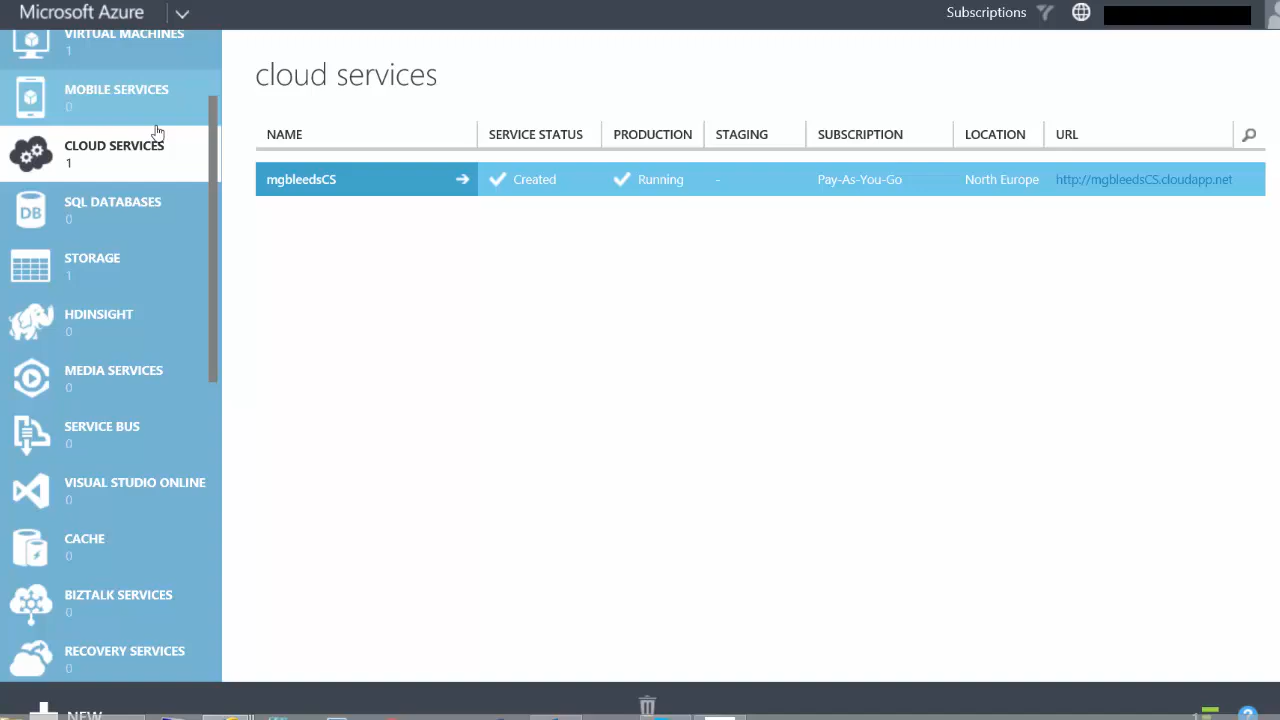 Microsoft Azure
Subscriptions
VIRTUAL MACHINES
1
MOBILE SERVICES
0
CLOUD SERVICES
1
SQL DATABASES
0
STORAGE
1
HDINSIGHT
0
MEDIA SERVICES
0
SERVICE BUS
0
VISUAL STUDIO ONLINE
0
CACHE
0
BIZTALK SERVICES
0
RECOVERY SERVICES
0
NEW
cloud services
NAME SERVICE STATUS PRODUCTION STAGING SUBSCRIPTION LOCATION URL
mgbleedsCS Created Running - Pay-As-You-Go North Europe http://mgbleedsCS.cloudapp.net
DB
1
?